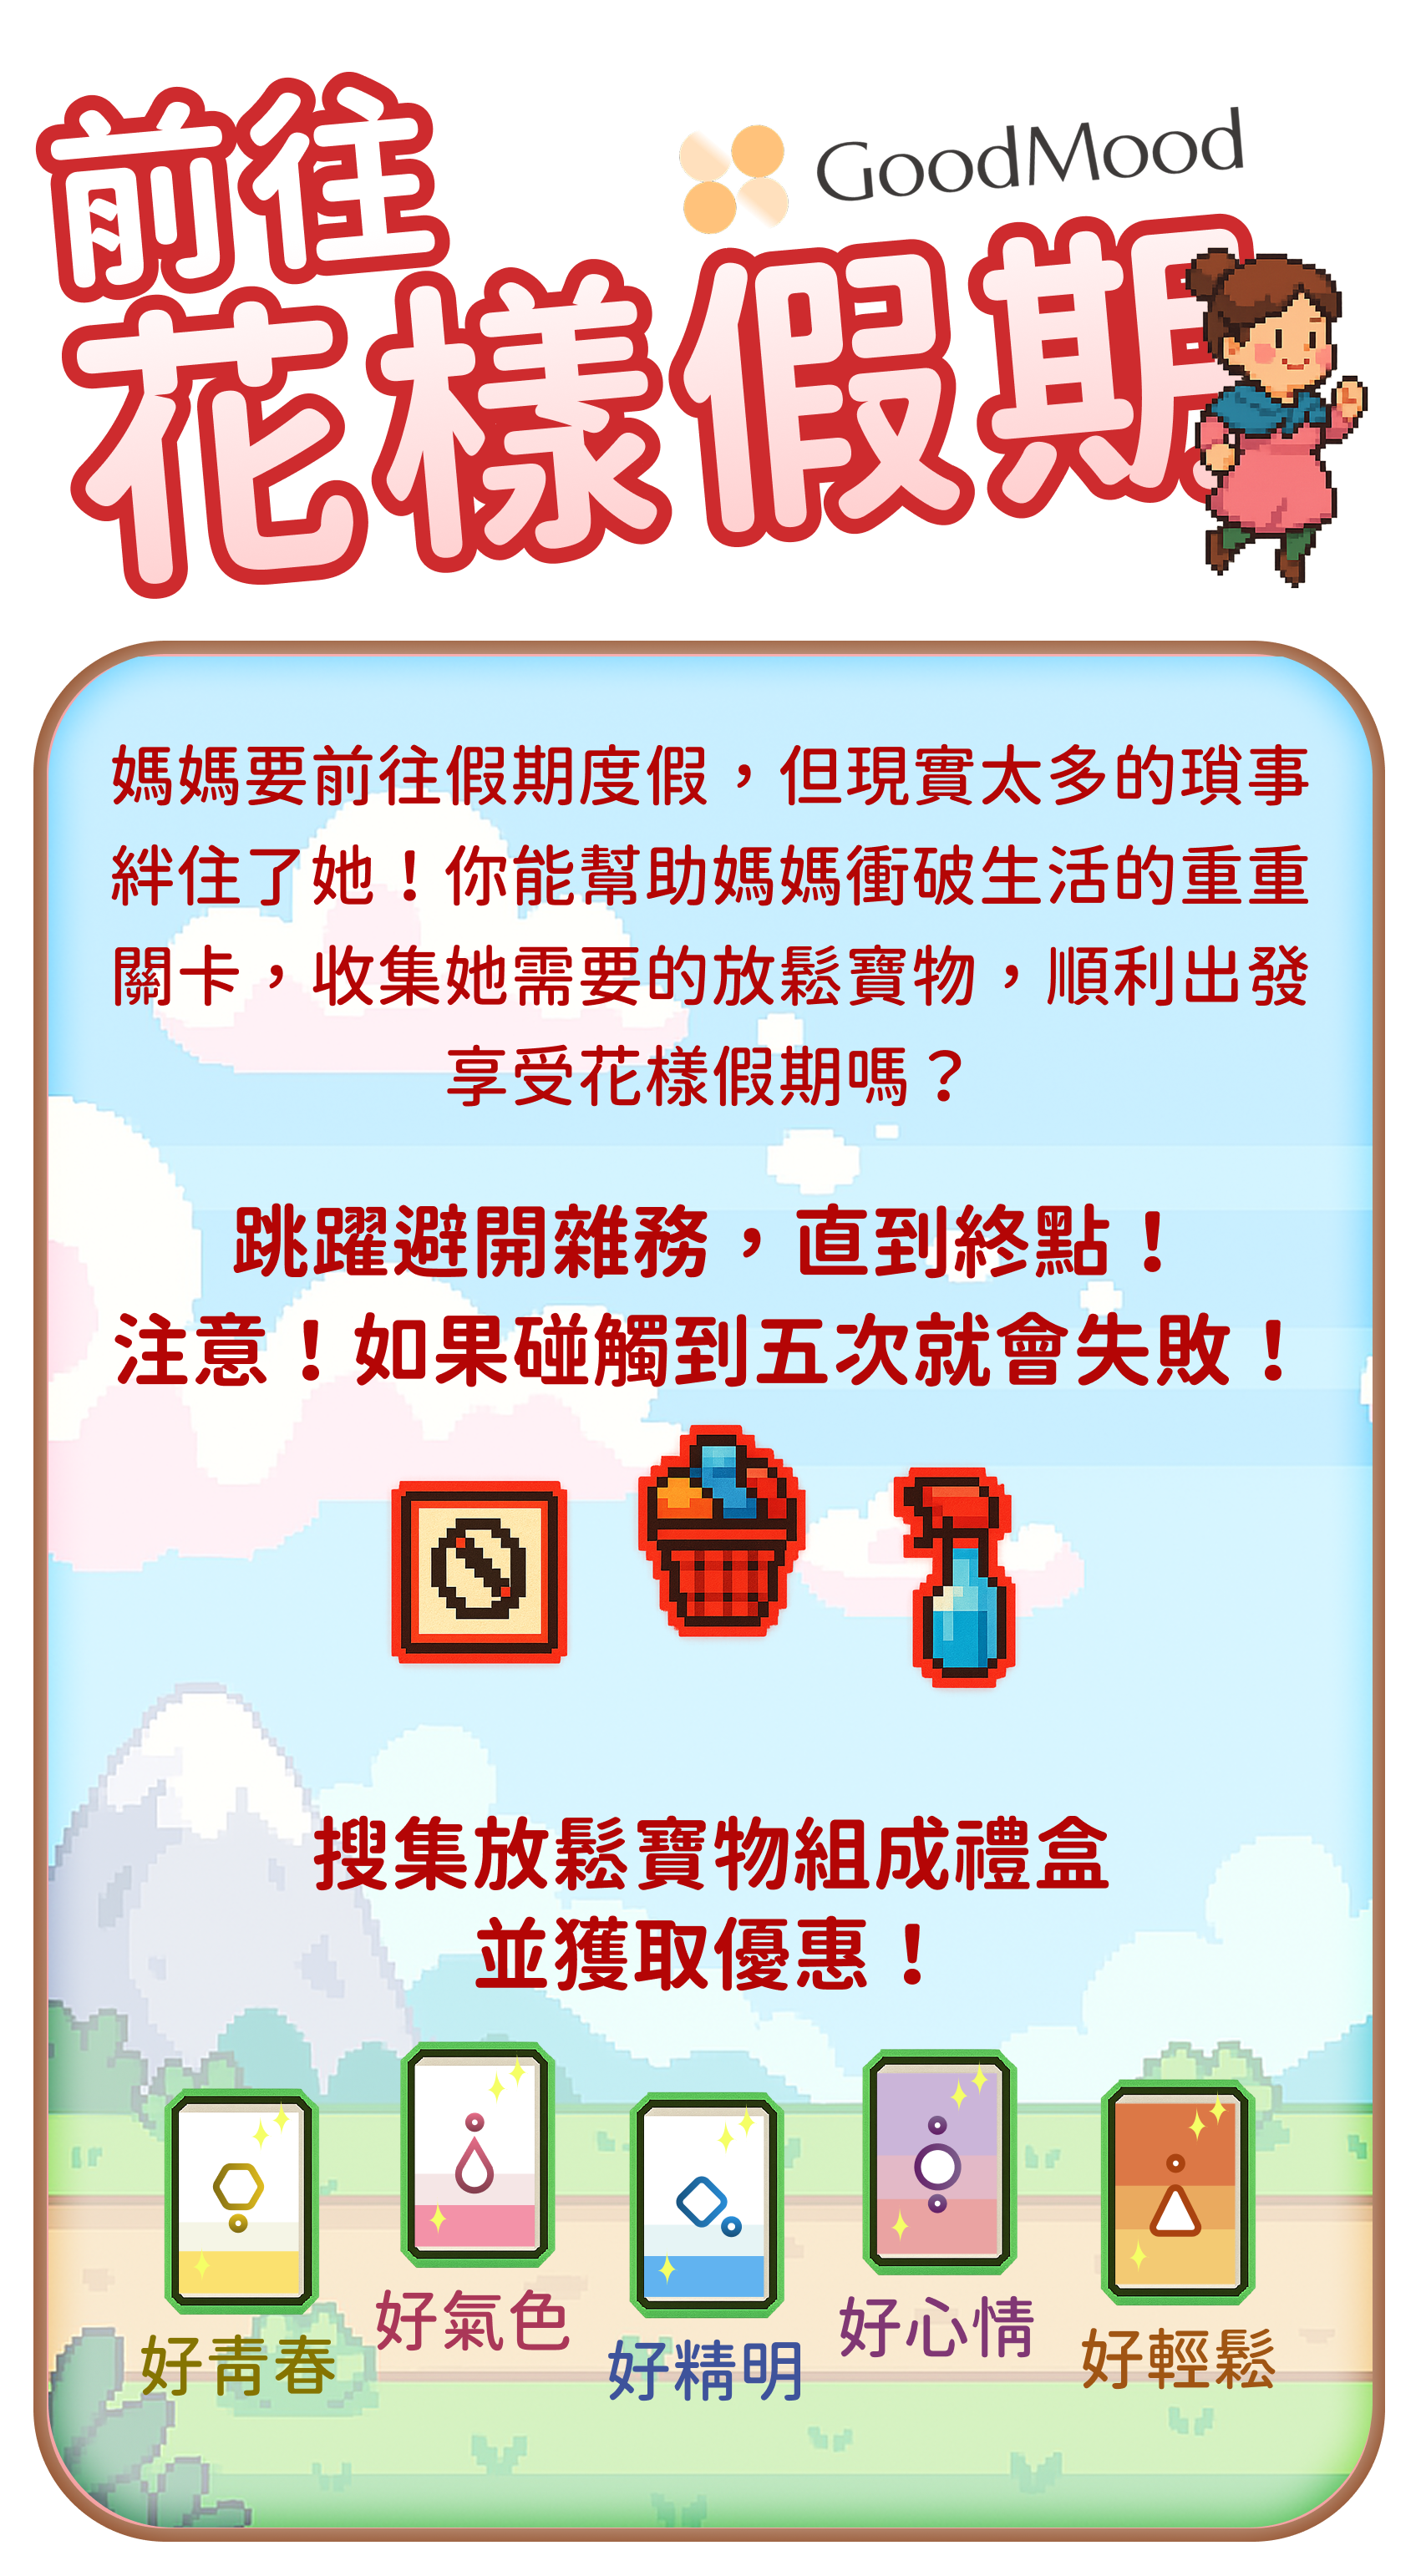 前往
GoodMood
花樣假期
媽媽要前往假期度假，但現實太多的瑣事
絆住了她！你能幫助媽媽衝破生活的重重
關卡，收集她需要的放鬆寶物，順利出發
享受花樣假期嗎？
跳躍避開雜務，直到終點！
注意！如果碰觸到五次就會失敗！
搜集放鬆寶物組成禮盒
並獲取優惠！
好青春
好氣色
好精明
好心情
好輕鬆